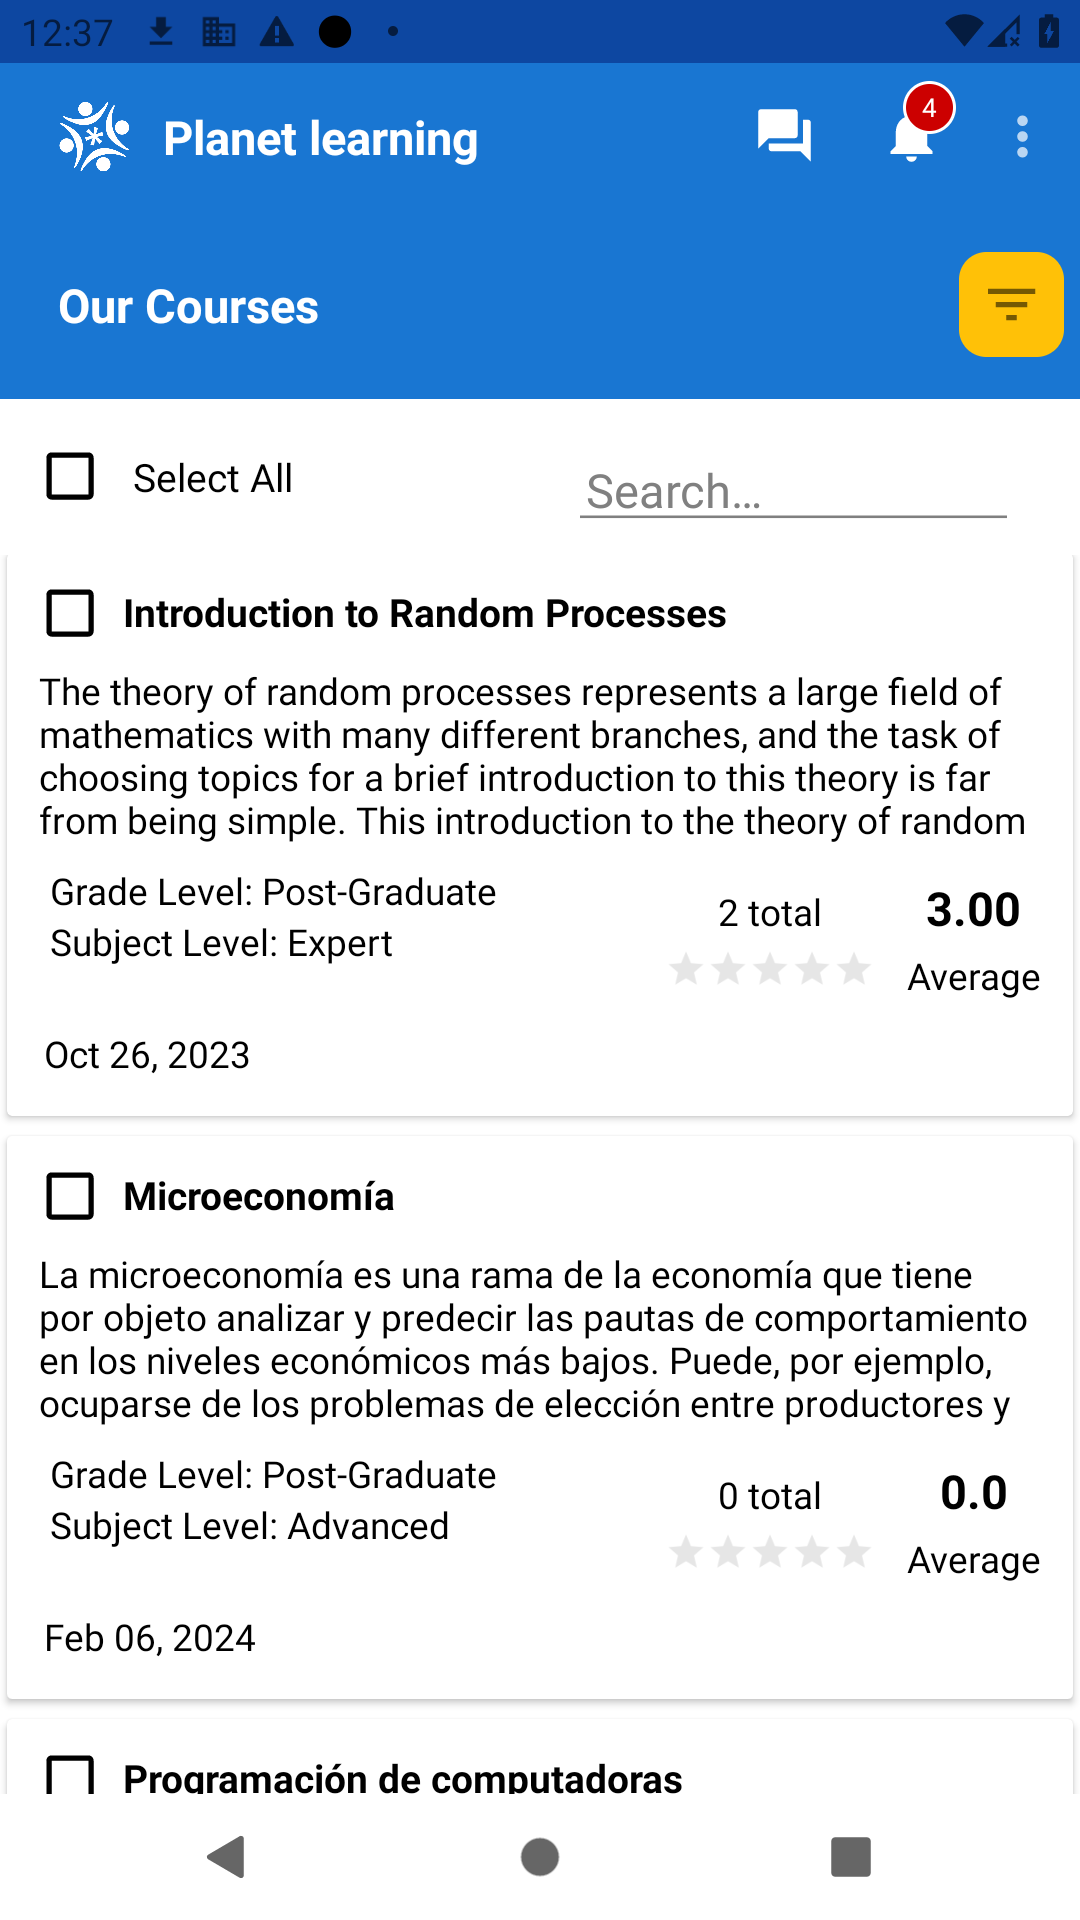 12:37
Planet learning
4
Our Courses
Select All
Search...
Introduction to Random Processes
The theory of random processes represents a large field of
mathematics with many different branches, and the task of
choosing topics for a brief introduction to this theory is far
from being simple. This introduction to the theory of random
Grade Level: Post-Graduate
Subject Level: Expert
2 total
3.00
Average
Oct 26, 2023
Microeconomía
La microeconomía es una rama de la economía que tiene
por objeto analizar y predecir las pautas de comportamiento
en los niveles económicos más bajos. Puede, por ejemplo,
ocuparse de los problemas de elección entre productores y
Grade Level: Post-Graduate
Subject Level: Advanced
0 total
0.0
Average
Feb 06, 2024
Programación de computadoras